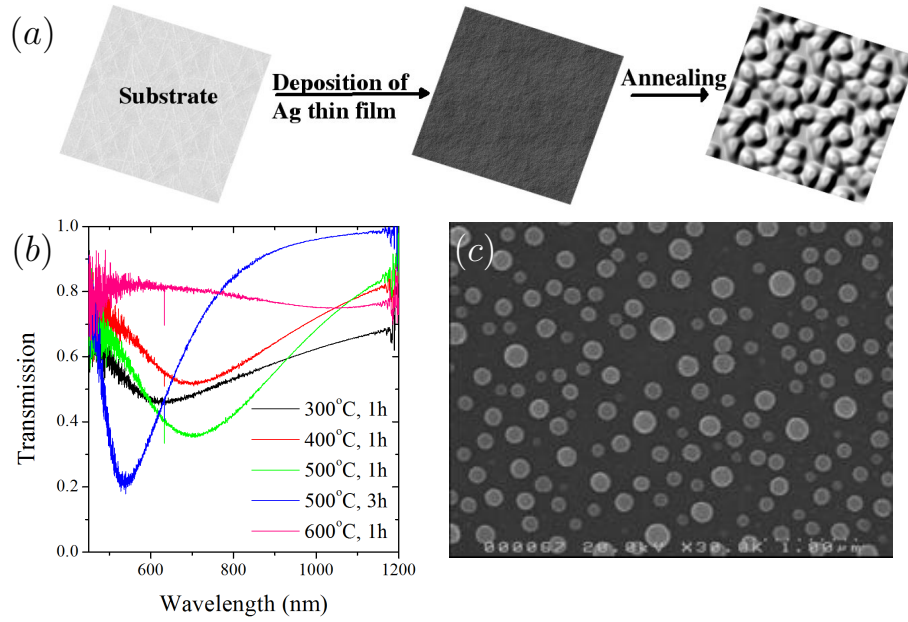 (a)
Substrate
Deposition of
Ag thin film
Annealing
(b)
1.0
0.8
0.6
0.4
0.2
0.0
Transmission
300°C, 1h
400°C, 1h
500°C, 1h
500°C, 3h
600°C, 1h
600 800 1000 1200
Wavelength (nm)
(c)
20.0kV X30.0K 1.00µm